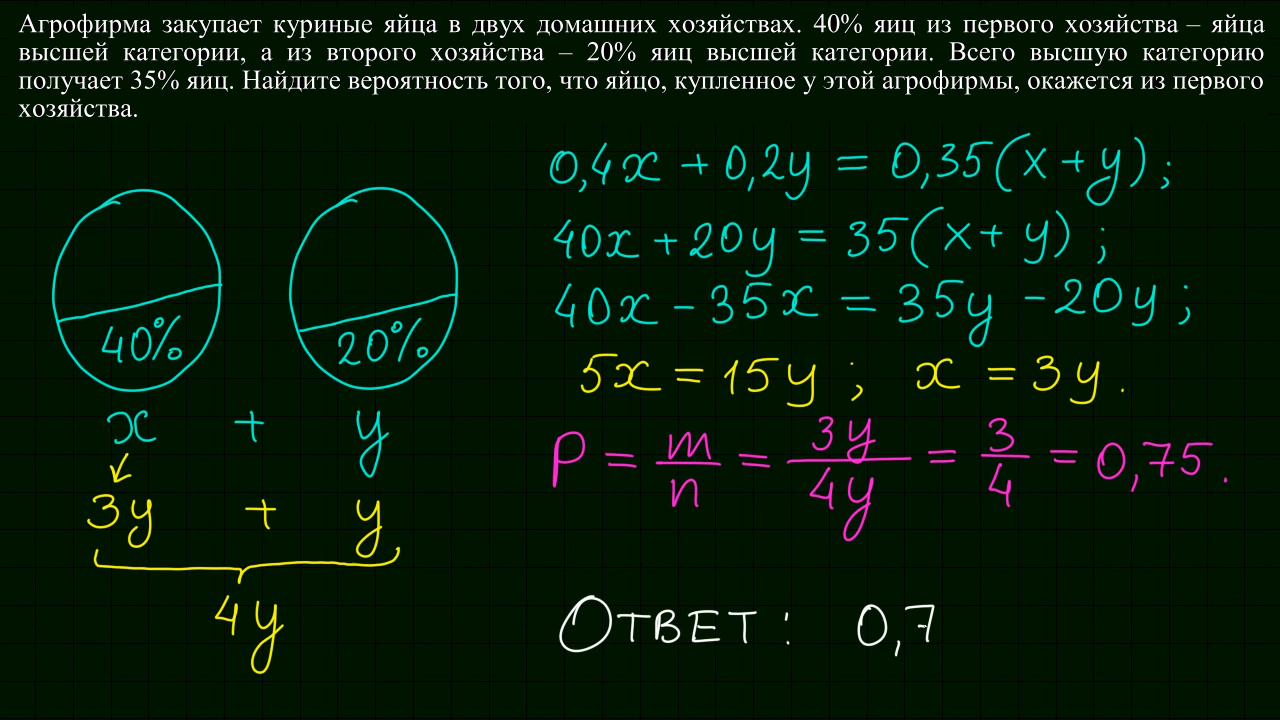 Агрофирма закупает куриные яйца в двух домашних хозяйствах. 40% яиц из первого хозяйства – яйца
высшей категории, а из второго хозяйства – 20% яиц высшей категории. Всего высшую категорию
получает 35% яиц. Найдите вероятность того, что яйцо, купленное у этой агрофирмы, окажется из первого
хозяйства.
40%
20%
x + y
3y + y
4y
0,4x + 0,2y = 0,35(x+y);
40x + 20y = 35(x+y);
40x - 35x = 35y - 20y;
5x = 15y; x = 3y.
P = m/n = 3y/4y = 3/4 = 0,75.
Ответ: 0,7